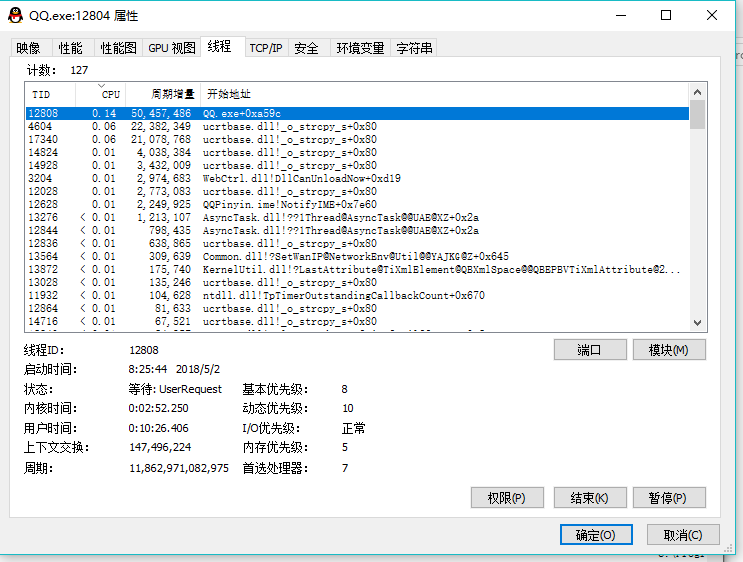 QQ.exe:12804 属性
映像 性能 性能图 GPU 视图 线程 TCP/IP 安全 环境变量 字符串
计数： 127
TID CPU 周期增量 开始地址
12808 0.14 50,457,486 QQ.exe+0xa59c
4604 0.06 22,382,349 ucrtbase.dll!_o_strcpy_s+0x80
17340 0.06 21,078,768 ucrtbase.dll!_o_strcpy_s+0x80
14824 0.01 4,038,384 ucrtbase.dll!_o_strcpy_s+0x80
14928 0.01 3,432,009 ucrtbase.dll!_o_strcpy_s+0x80
3204 0.01 2,974,683 WebCtrl.dll!DllCanUnloadNow+0xd19
12028 0.01 2,773,083 ucrtbase.dll!_o_strcpy_s+0x80
12628 0.01 2,249,925 QQPinyin.ime!NotifyIME+0x7e60
13276 < 0.01 1,213,107 AsyncTask.dll!??1Thread@AsyncTask@@UAE@XZ+0x2a
12844 < 0.01 798,435 AsyncTask.dll!??1Thread@AsyncTask@@UAE@XZ+0x2a
12836 < 0.01 638,865 ucrtbase.dll!_o_strcpy_s+0x80
13564 < 0.01 309,639 Common.dll!?SetWanIP@NetworkEnv@Util@@YAJKG@Z+0x645
13872 < 0.01 175,740 KernelUtil.dll!?LastAttribute@TiXmlElement@QBXmlSpace@@QBEPBVTiXmlAttribute@2...
13028 < 0.01 135,246 ucrtbase.dll!_o_strcpy_s+0x80
11932 < 0.01 104,628 ntdll.dll!TpTimerOutstandingCallbackCount+0x670
12864 < 0.01 81,633 ucrtbase.dll!_o_strcpy_s+0x80
14716 < 0.01 67,521 ucrtbase.dll!_o_strcpy_s+0x80
线程ID： 12808 端口 模块(M)
启动时间： 8:25:44 2018/5/2
状态： 等待: UserRequest 基本优先级： 8
内核时间： 0:02:52.250 动态优先级： 10
用户时间： 0:10:26.406 I/O优先级： 正常
上下文交换： 147,496,224 内存优先级： 5
周期： 11,862,971,082,975 首选处理器： 7
权限(P) 结束(K) 暂停(P)
确定(O) 取消(C)